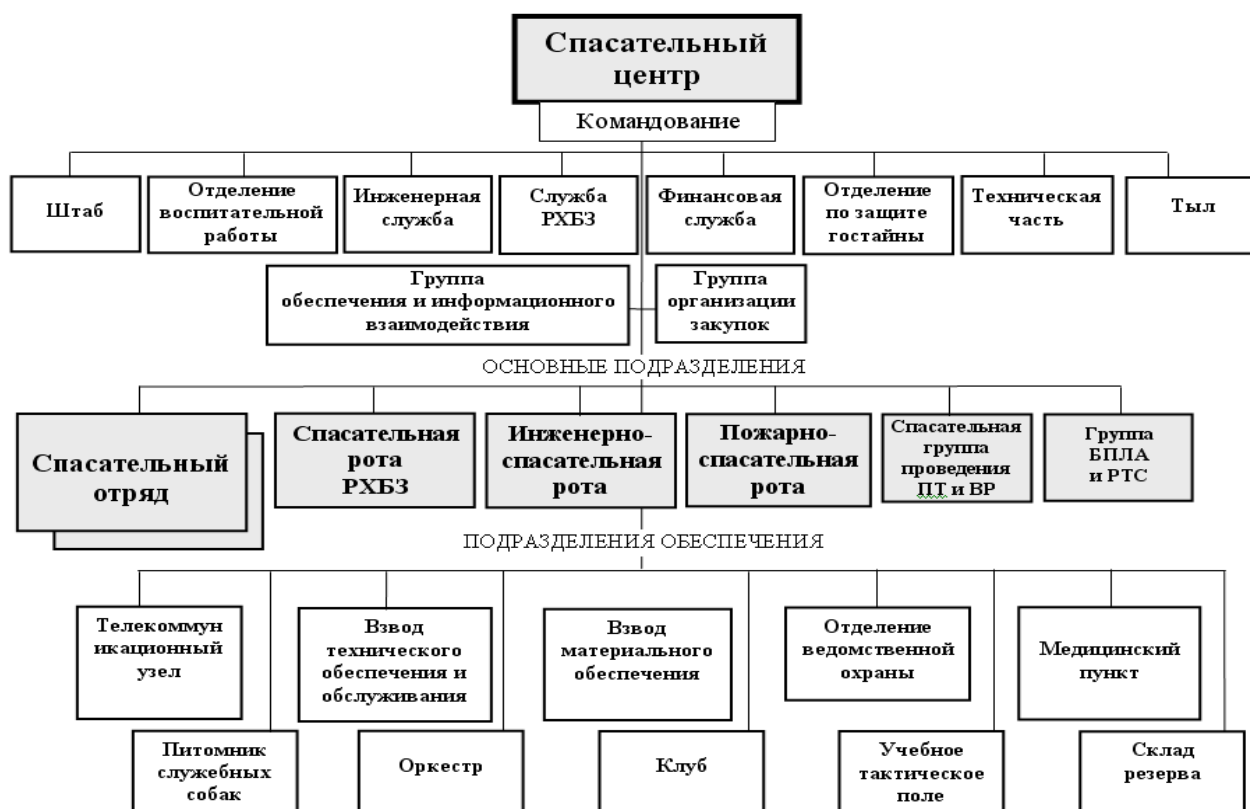 Спасательный
центр
Командование
Штаб
Отделение
воспитательной
работы
Инженерная
служба
Служба
РХБЗ
Финансовая
служба
Отделение
по защите
гостайны
Техническая
часть
Тыл
Группа
обеспечения и информационного
взаимодействия
Группа
организации
закупок
ОСНОВНЫЕ ПОДРАЗДЕЛЕНИЯ
Спасательный
отряд
Спасательная
рота
РХБЗ
Инженерно-
спасательная
рота
Пожарно-
спасательная
рота
Спасательная
группа
проведения
ПТ и ВР
Группа
БПЛА
и РТС
ПОДРАЗДЕЛЕНИЯ ОБЕСПЕЧЕНИЯ
Телекоммун
икационный
узел
Взвод
технического
обеспечения и
обслуживания
Взвод
материального
обеспечения
Отделение
ведомственной
охраны
Медицинский
пункт
Питомник
служебных
собак
Оркестр
Клуб
Учебное
тактическое
поле
Склад
резерва